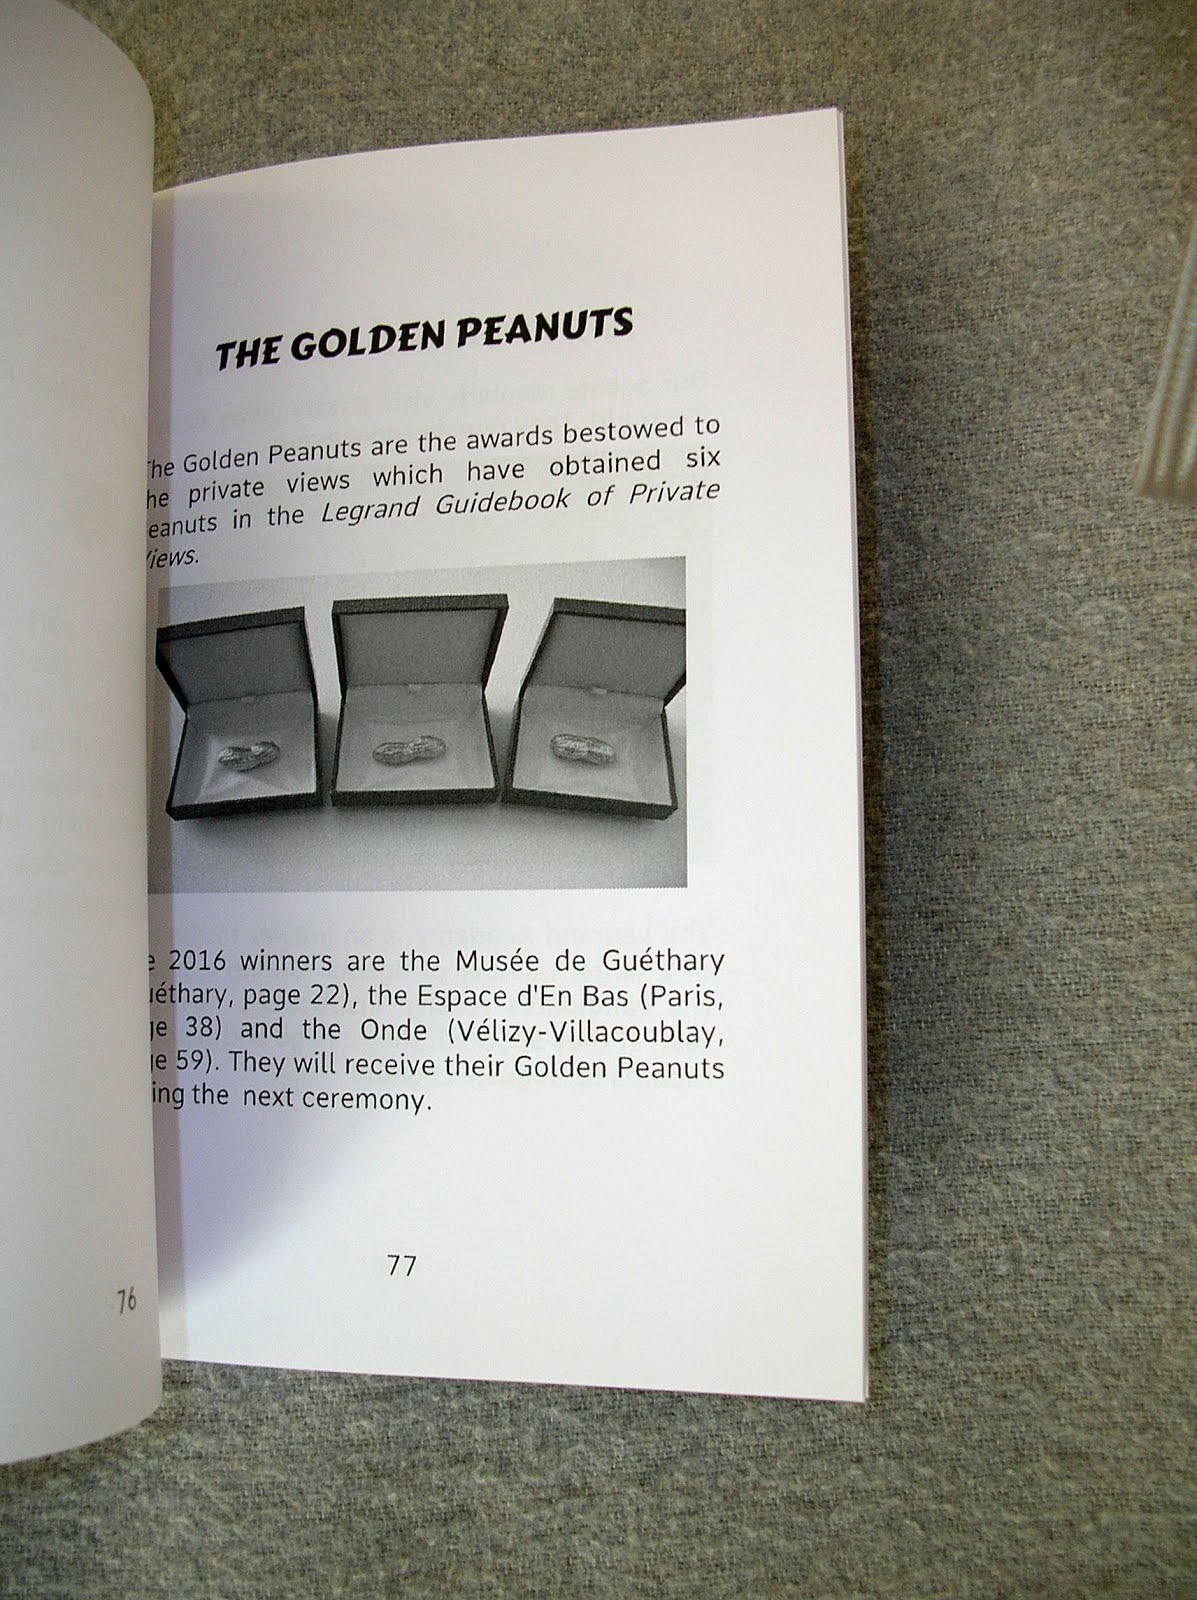 THE GOLDEN PEANUTS
The Golden Peanuts are the awards bestowed to
he private views which have obtained six
eanuts in the Legrand Guidebook of Private
Views.
e 2016 winners are the Musée de Guéthary
uéthary, page 22), the Espace d'En Bas (Paris,
ge 38) and the Onde (Vélizy-Villacoublay,
ge 59). They will receive their Golden Peanuts
ing the next ceremony.
77
76